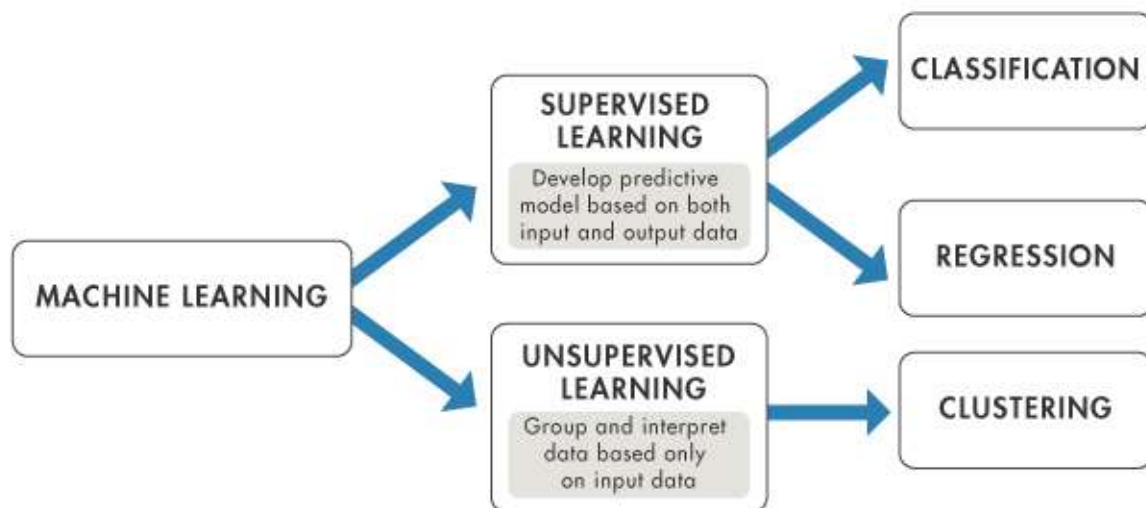 MACHINE LEARNING
SUPERVISED
LEARNING
Develop predictive
model based on both
input and output data
UNSUPERVISED
LEARNING
Group and interpret
data based only
on input data
CLASSIFICATION
REGRESSION
CLUSTERING